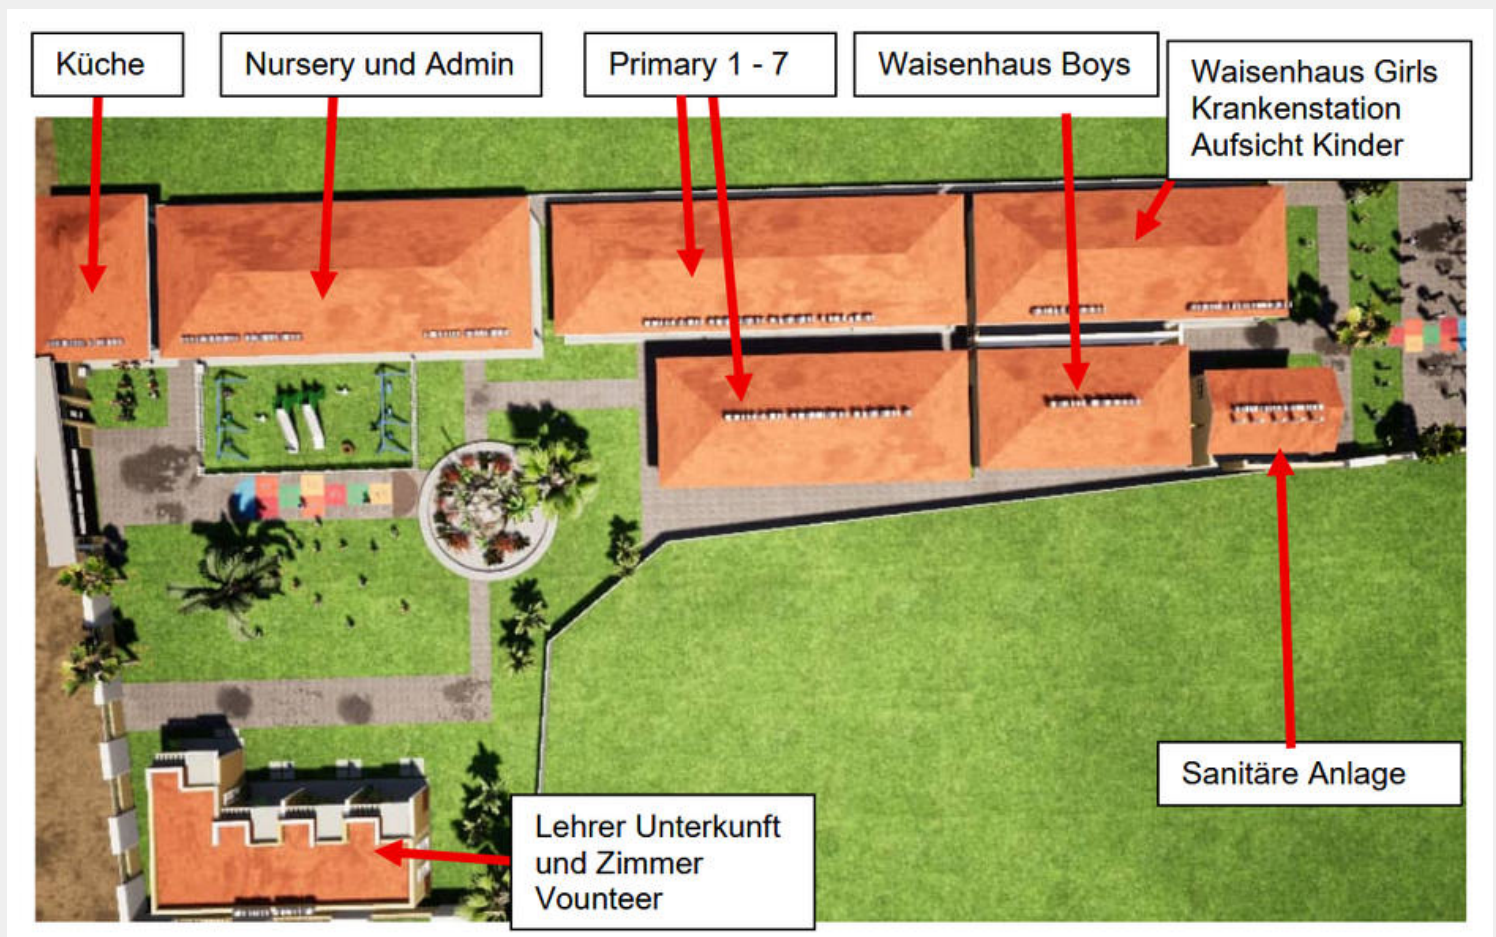 Küche
Nursery und Admin
Primary 1 - 7
Waisenhaus Boys
Waisenhaus Girls
Krankenstation
Aufsicht Kinder
Sanitäre Anlage
Lehrer Unterkunft
und Zimmer
Vounteer